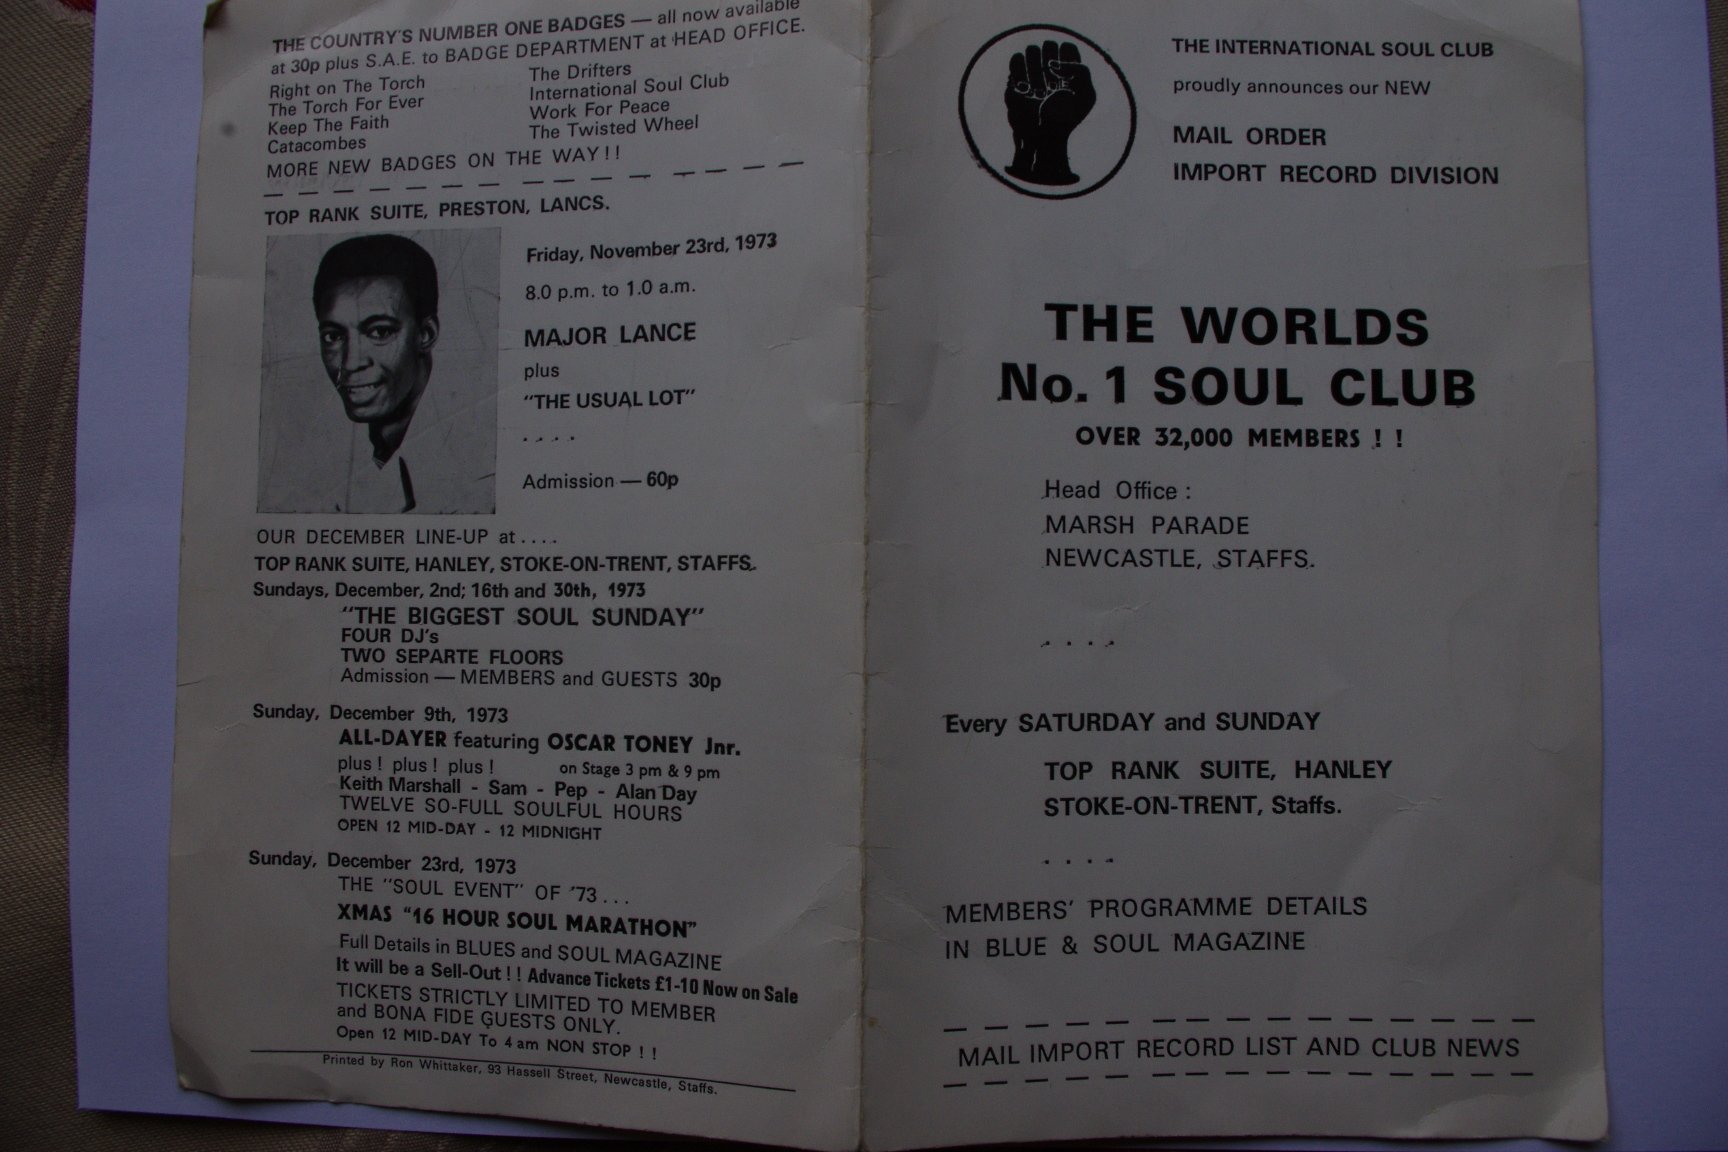 THE COUNTRY'S NUMBER ONE BADGES — all now available
at 30p plus S.A.E. to BADGE DEPARTMENT at HEAD OFFICE.
Right on The Torch
The Torch For Ever
Keep The Faith
Catacombes
The Drifters
International Soul Club
Work For Peace
The Twisted Wheel
MORE NEW BADGES ON THE WAY!!
TOP RANK SUITE, PRESTON, LANCS.
Friday, November 23rd, 1973
8.0 p.m. to 1.0 a.m.
MAJOR LANCE
plus
"THE USUAL LOT"
. . . .
Admission — 60p
OUR DECEMBER LINE-UP at . . . .
TOP RANK SUITE, HANLEY, STOKE-ON-TRENT, STAFFS.
Sundays, December, 2nd; 16th and 30th, 1973
"THE BIGGEST SOUL SUNDAY"
FOUR DJ's
TWO SEPARTE FLOORS
Admission — MEMBERS and GUESTS 30p
Sunday, December 9th, 1973
ALL-DAYER featuring OSCAR TONEY Jnr.
plus! plus! plus! on Stage 3 pm & 9 pm
Keith Marshall - Sam - Pep - Alan Day
TWELVE SO-FULL SOULFUL HOURS
OPEN 12 MID-DAY - 12 MIDNIGHT
Sunday, December 23rd, 1973
THE "SOUL EVENT" OF '73 . . .
XMAS "16 HOUR SOUL MARATHON"
Full Details in BLUES and SOUL MAGAZINE
It will be a Sell-Out!! Advance Tickets £1-10 Now on Sale
TICKETS STRICTLY LIMITED TO MEMBER
and BONA FIDE GUESTS ONLY.
Open 12 MID-DAY To 4 am NON STOP!!
Printed by Ron Whittaker, 93 Hassell Street, Newcastle, Staffs.
THE INTERNATIONAL SOUL CLUB
proudly announces our NEW
MAIL ORDER
IMPORT RECORD DIVISION
THE WORLDS
No. 1 SOUL CLUB
OVER 32,000 MEMBERS!!
Head Office :
MARSH PARADE
NEWCASTLE, STAFFS.
. . . .
Every SATURDAY and SUNDAY
TOP RANK SUITE, HANLEY
STOKE-ON-TRENT, Staffs.
. . . .
MEMBERS' PROGRAMME DETAILS
IN BLUE & SOUL MAGAZINE
MAIL IMPORT RECORD LIST AND CLUB NEWS